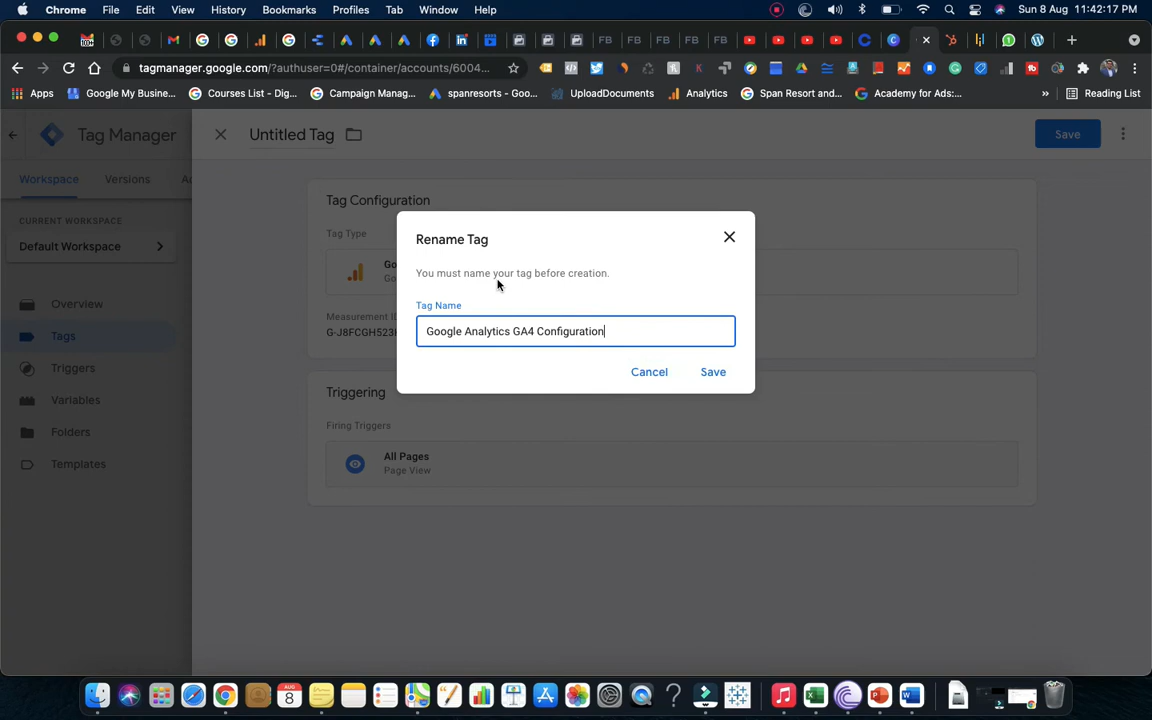 Chrome File Edit View History Bookmarks Profiles Tab Window Help Sun 8 Aug 11:42:17 PM
tagmanager.google.com/?authuser=0#/container/accounts/6004...
Apps Google My Busine... Courses List - Dig... Campaign Manag... spanresorts - Goo... UploadDocuments Analytics Span Resort and... Academy for Ads:... » Reading List
Tag Manager
Untitled Tag
Save
Workspace Versions
CURRENT WORKSPACE
Default Workspace
Overview
Tags
Triggers
Variables
Folders
Templates
Tag Configuration
Tag Type
Measurement I
G-J8FCGH523
Rename Tag
You must name your tag before creation.
Tag Name
Google Analytics GA4 Configuration
Cancel Save
Triggering
Firing Triggers
All Pages
Page View